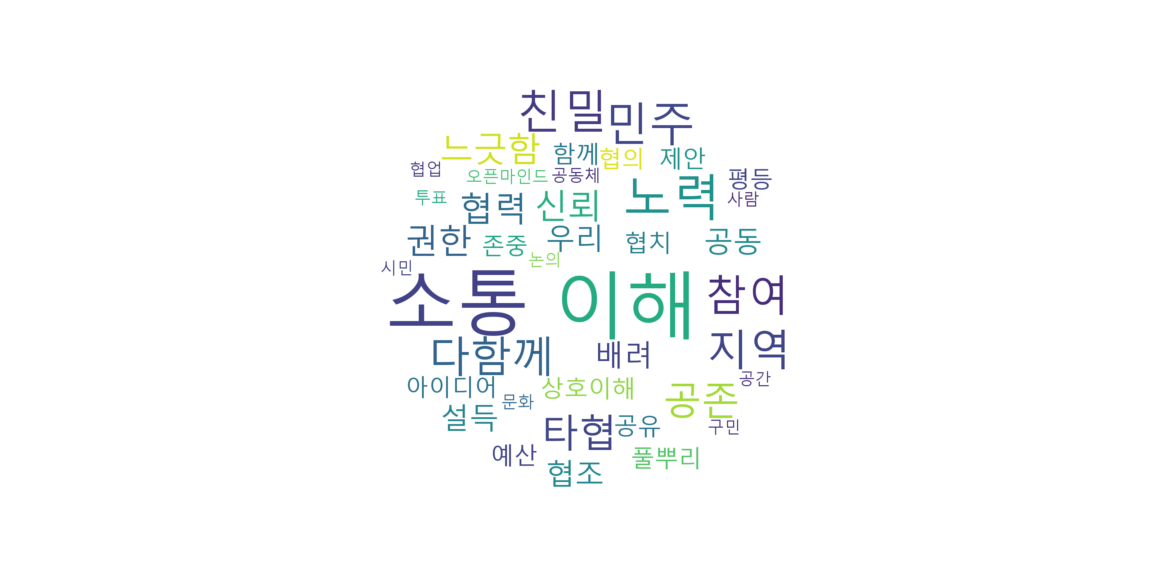 친밀 민주
느긋함 함께 협의 제안
협업 오픈마인드 공동체 평등
투표 협력 신뢰 노력 사람
권한 존중 우리 협치 공동
시민 논의
소통 이해 참여
다함께 배려 지역
아이디어 상호이해 공존 공간
설득 문화 타협 공유 구민
예산 협조 풀뿌리